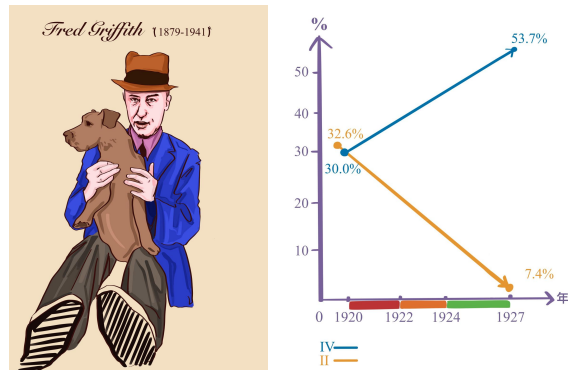 Fred Griffith (1879-1941)
%
53.7%
50
40
32.6%
30
30.0%
20
10
7.4%
0 1920 1922 1924 1927 年
IV
II